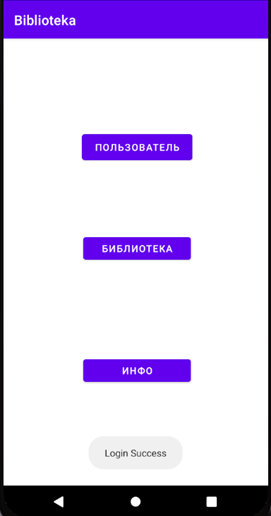 Biblioteka
ПОЛЬЗОВАТЕЛЬ
БИБЛИОТЕКА
ИНФО
Login Success